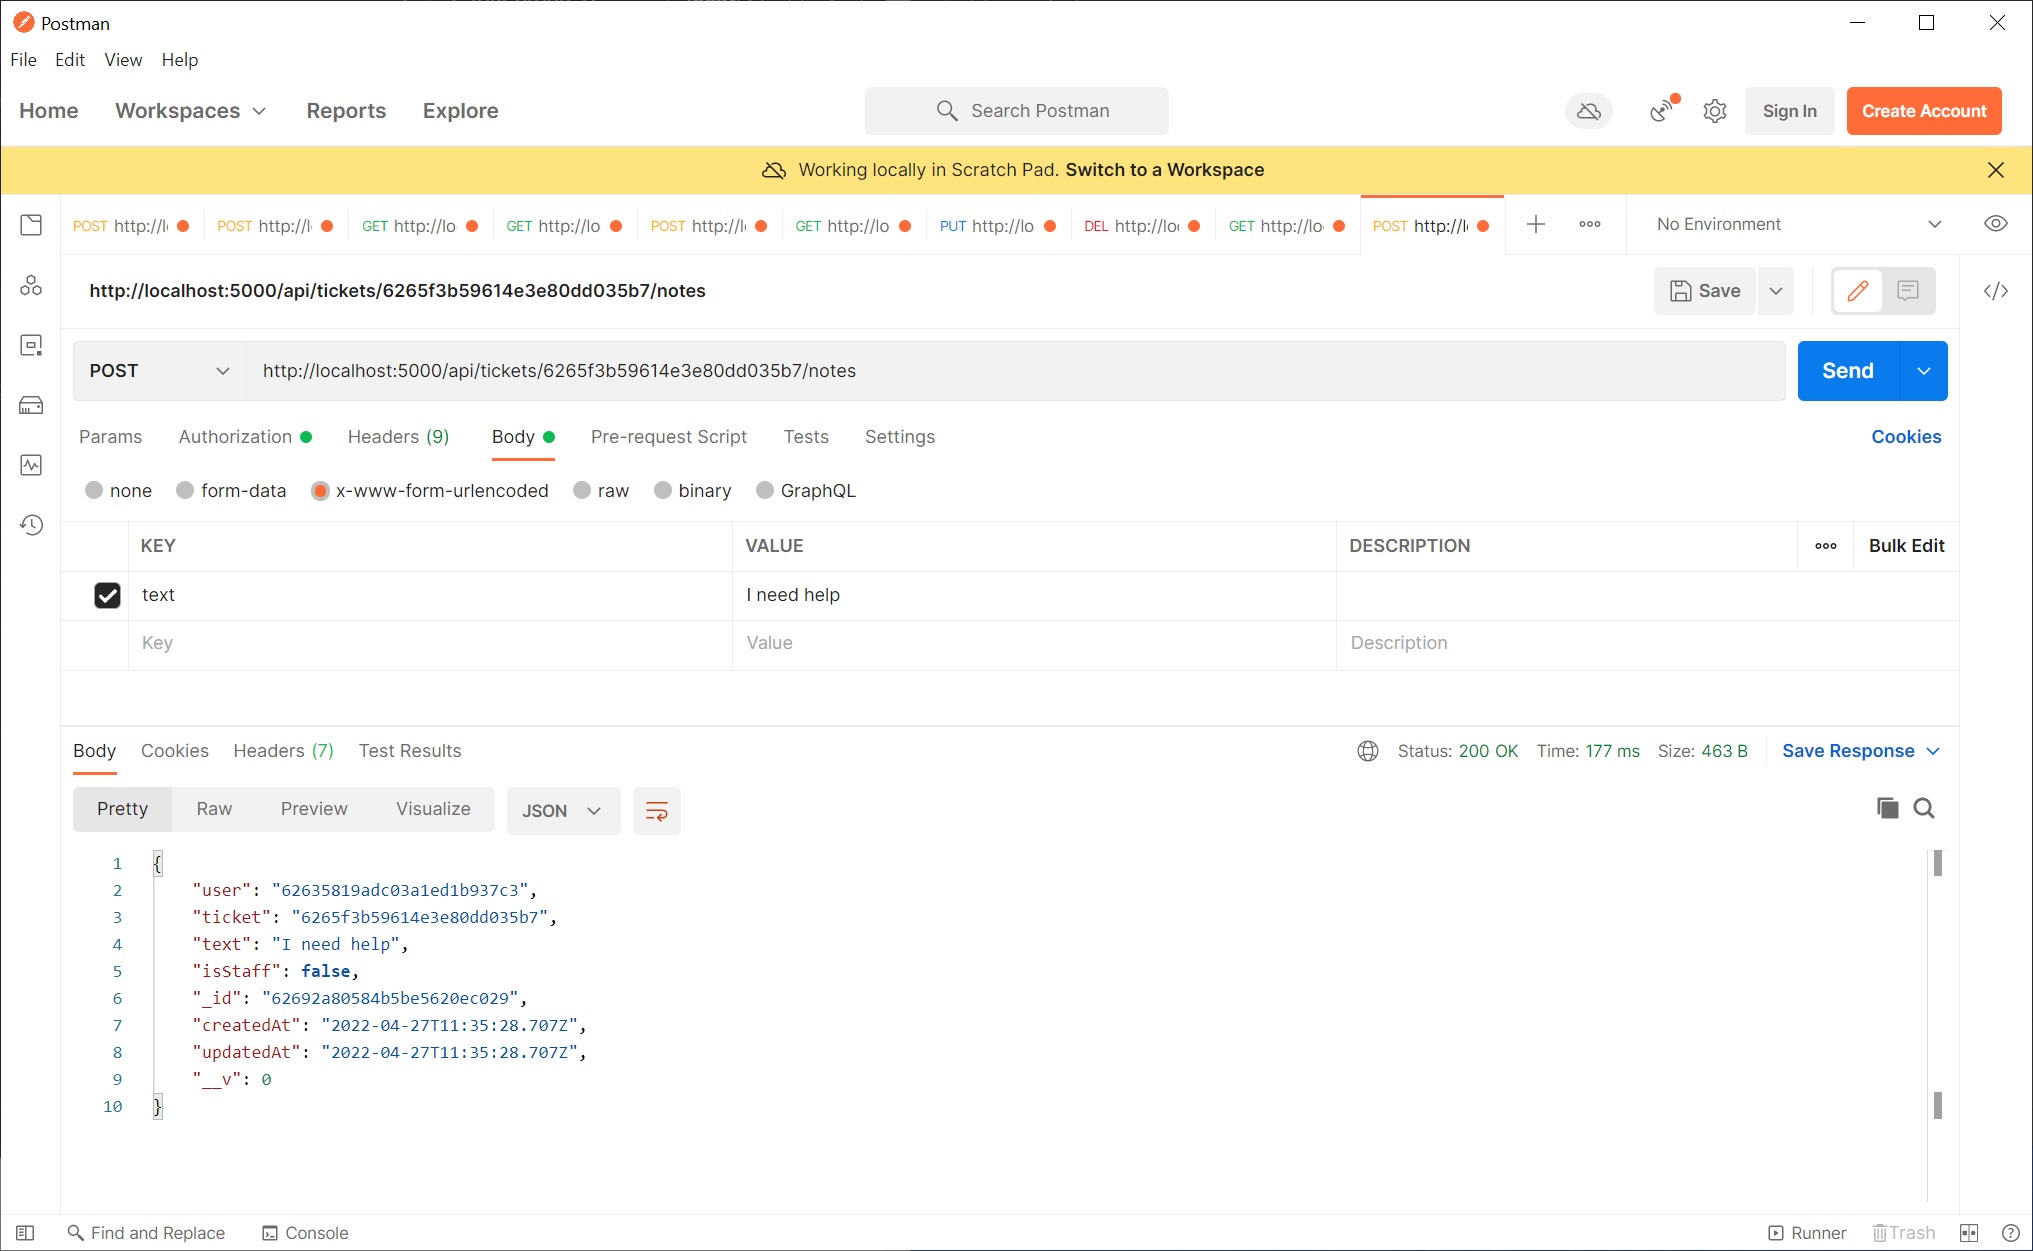 Postman
File Edit View Help
Home Workspaces Reports Explore Search Postman Sign In Create Account
Working locally in Scratch Pad. Switch to a Workspace
POST http://l POST http://l GET http://lo GET http://lo POST http://l GET http://lo PUT http://lo DEL http://lo GET http://lo POST http://l No Environment
http://localhost:5000/api/tickets/6265f3b59614e3e80dd035b7/notes Save
POST http://localhost:5000/api/tickets/6265f3b59614e3e80dd035b7/notes Send
Params Authorization Headers (9) Body Pre-request Script Tests Settings Cookies
none form-data x-www-form-urlencoded raw binary GraphQL
KEY VALUE DESCRIPTION Bulk Edit
text I need help
Key Value Description
Body Cookies Headers (7) Test Results Status: 200 OK Time: 177 ms Size: 463 B Save Response
Pretty Raw Preview Visualize JSON
1 {
2 "user": "62635819adc03a1ed1b937c3",
3 "ticket": "6265f3b59614e3e80dd035b7",
4 "text": "I need help",
5 "isStaff": false,
6 "_id": "62692a80584b5be5620ec029",
7 "createdAt": "2022-04-27T11:35:28.707Z",
8 "updatedAt": "2022-04-27T11:35:28.707Z",
9 "__v": 0
10 }
Find and Replace Console Runner Trash